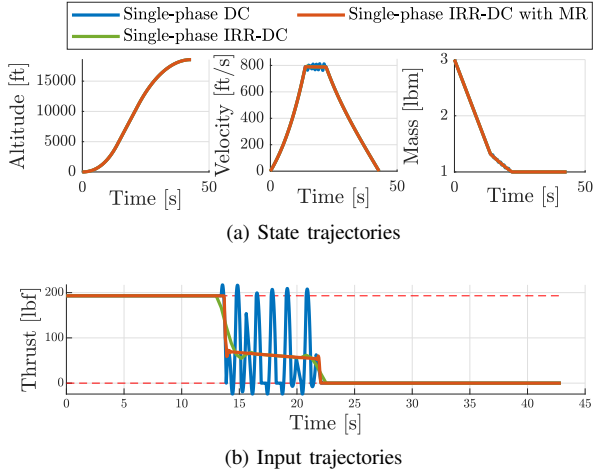 Single-phase DC
Single-phase IRR-DC with MR
Single-phase IRR-DC
Altitude [ft]
15000
10000
5000
0
0
50
Time [s]
Velocity [ft/s]
800
600
400
200
0
0
50
Time [s]
Mass [lbm]
3
2
1
0
50
Time [s]
(a) State trajectories
Thrust [lbf]
200
100
0
0
5
10
15
20
25
30
35
40
45
Time [s]
(b) Input trajectories